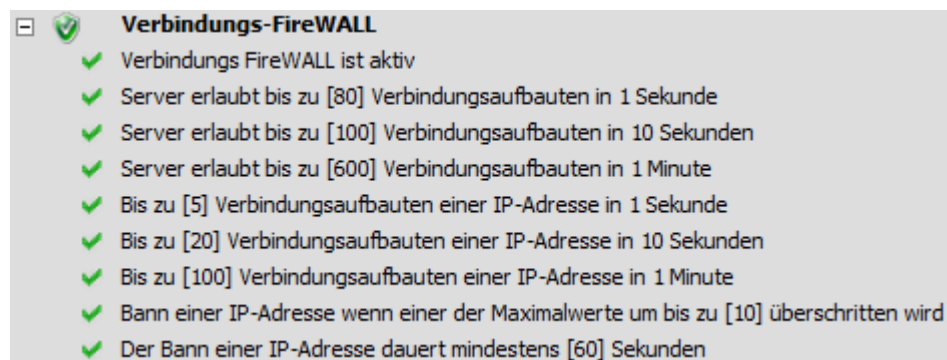 Verbindungs-FireWALL
Verbindungs FireWALL ist aktiv
Server erlaubt bis zu [80] Verbindungsaufbauten in 1 Sekunde
Server erlaubt bis zu [100] Verbindungsaufbauten in 10 Sekunden
Server erlaubt bis zu [600] Verbindungsaufbauten in 1 Minute
Bis zu [5] Verbindungsaufbauten einer IP-Adresse in 1 Sekunde
Bis zu [20] Verbindungsaufbauten einer IP-Adresse in 10 Sekunden
Bis zu [100] Verbindungsaufbauten einer IP-Adresse in 1 Minute
Bann einer IP-Adresse wenn einer der Maximalwerte um bis zu [10] überschritten wird
Der Bann einer IP-Adresse dauert mindestens [60] Sekunden